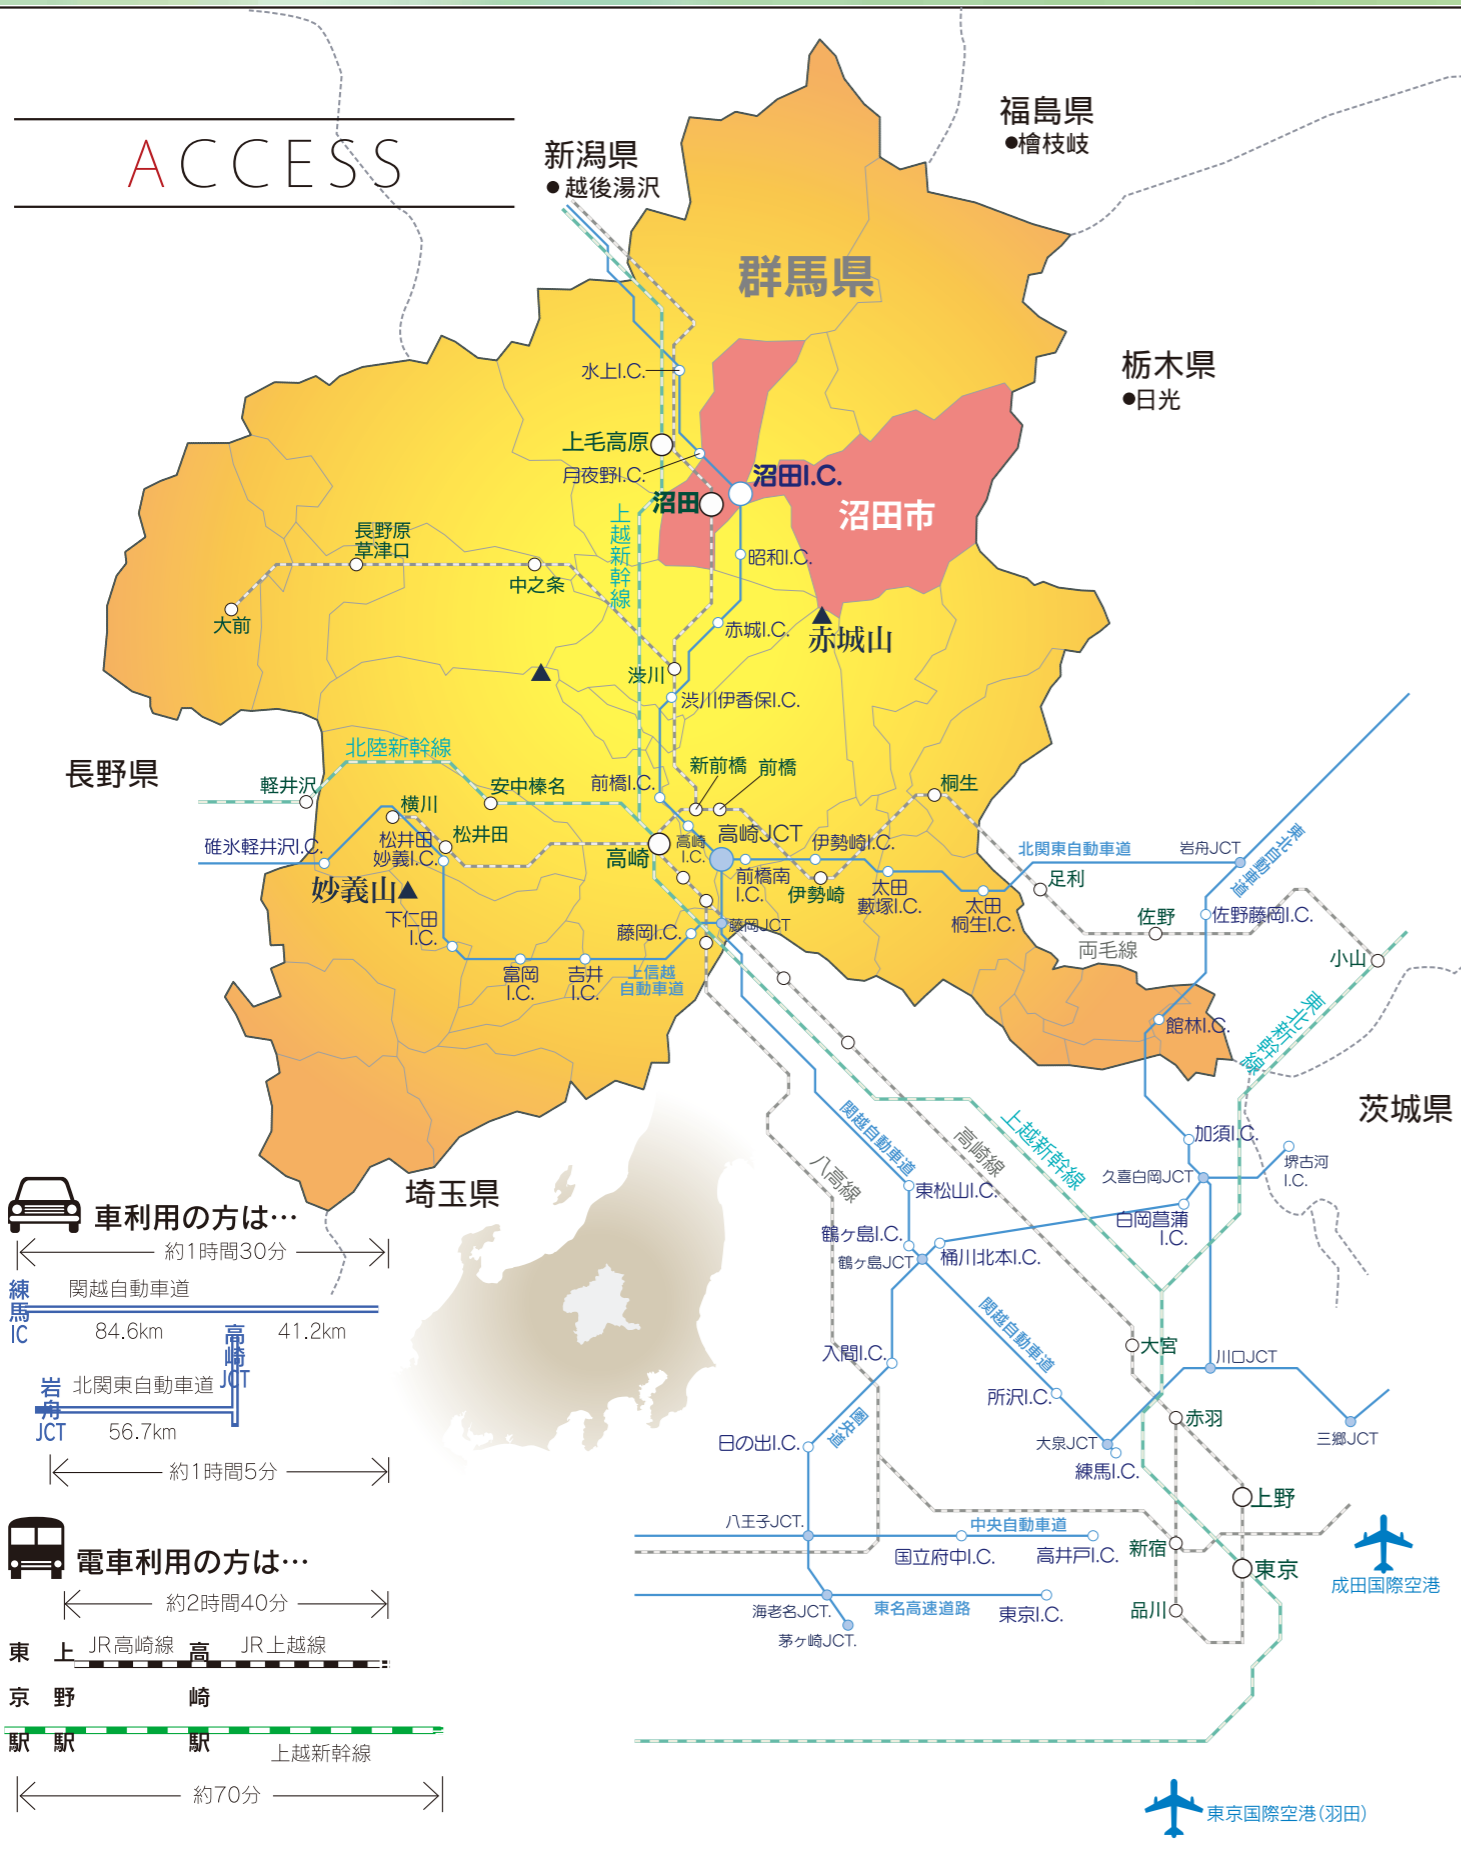 ACCESS
新潟県
●越後湯沢
福島県
●檜枝岐
群馬県
栃木県
●日光
水上I.C.
上毛高原
月夜野I.C.
沼田I.C.
沼田
沼田市
上越新幹線
長野原
草津口
中之条
大前
昭和I.C.
赤城I.C.
赤城山
渋川
渋川伊香保I.C.
長野県
北陸新幹線
軽井沢
安中榛名
前橋I.C.
新前橋
前橋
桐生
横川
碓氷軽井沢I.C.
松井田
妙義I.C.
松井田
高崎
高崎
I.C.
高崎JCT
前橋南
I.C.
伊勢崎I.C.
伊勢崎
太田
藪塚I.C.
太田
桐生I.C.
北関東自動車道
岩舟JCT
東北自動車道
足利
佐野
佐野藤岡I.C.
両毛線
小山
妙義山
下仁田
I.C.
富岡
I.C.
吉井
I.C.
上信越
自動車道
藤岡I.C.
藤岡JCT
館林I.C.
東北新幹線
茨城県
埼玉県
関越自動車道
高崎線
上越新幹線
八高線
加須I.C.
久喜白岡JCT
堺古河
I.C.
白岡菖蒲
I.C.
東松山I.C.
鶴ヶ島I.C.
鶴ヶ島JCT
桶川北本I.C.
関越自動車道
入間I.C.
大宮
川口JCT
所沢I.C.
圏央道
日の出I.C.
大泉JCT
練馬I.C.
赤羽
三郷JCT
上野
八王子JCT.
中央自動車道
国立府中I.C.
高井戸I.C.
新宿
東京
成田国際空港
海老名JCT.
東名高速道路
東京I.C.
品川
茅ヶ崎JCT.
東京国際空港(羽田)
車利用の方は…
約1時間30分
練馬IC
関越自動車道
84.6km
高崎JCT
41.2km
岩舟JCT
北関東自動車道
56.7km
約1時間5分
電車利用の方は…
約2時間40分
東京駅
上野駅
JR高崎線
高崎駅
JR上越線
上越新幹線
約70分